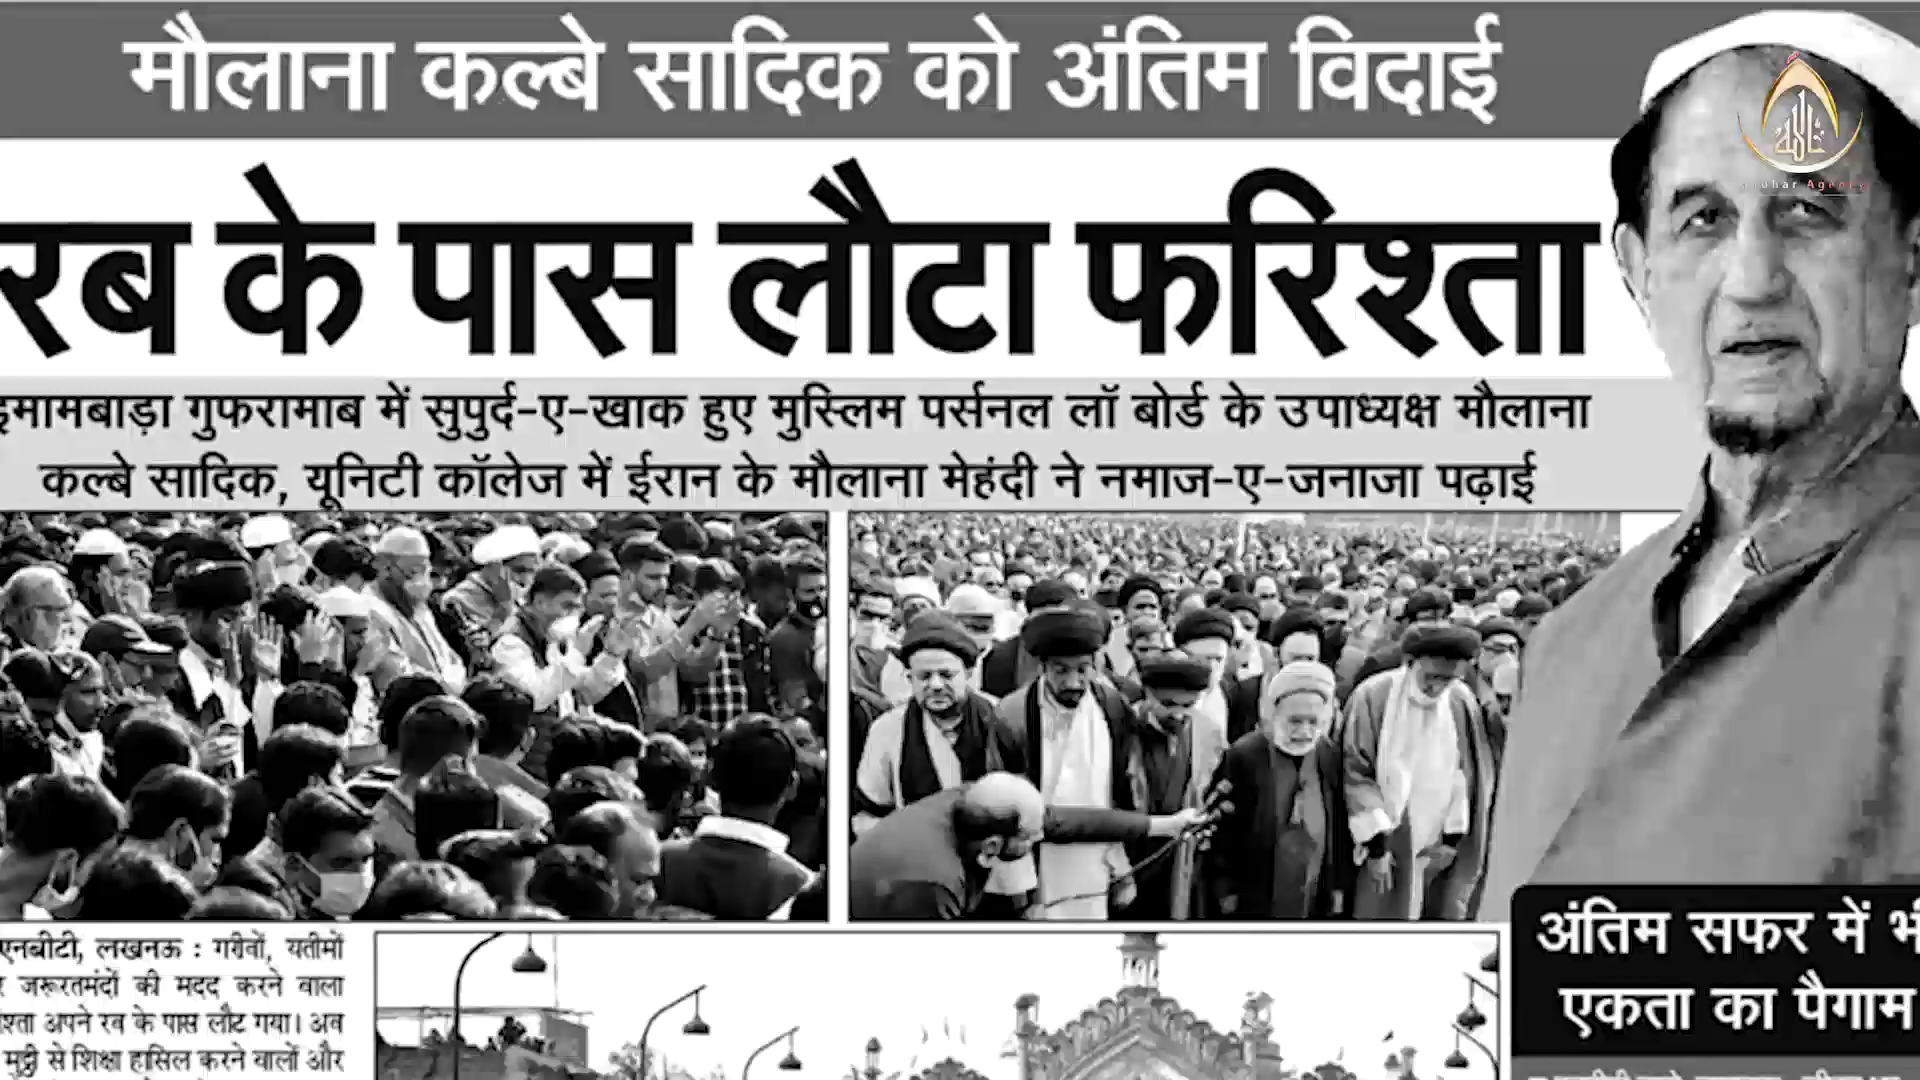 मौलाना कल्बे सादिक को अंतिम विदाई
रब के पास लौटा फरिश्ता
इमामबाड़ा गुफरामाब में सुपुर्द-ए-खाक हुए मुस्लिम पर्सनल लॉ बोर्ड के उपाध्यक्ष मौलाना
कल्बे सादिक, यूनिटी कॉलेज में ईरान के मौलाना मेहंदी ने नमाज-ए-जनाजा पढ़ाई
एनबीटी, लखनऊ : गरीबों, यतीमों
जरूरतमंदों की मदद करने वाला
अपने रब के पास लौट गया। अब
मुट्ठी से शिक्षा हासिल करने वालों और
अंतिम सफर में भी
एकता का पैगाम
Agency